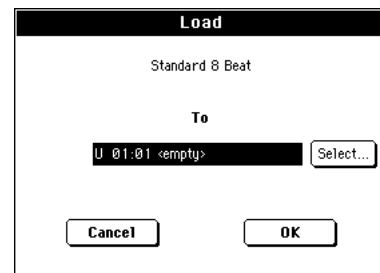 Load
Standard 8 Beat
To
U 01:01 <empty>
Select...
Cancel
OK